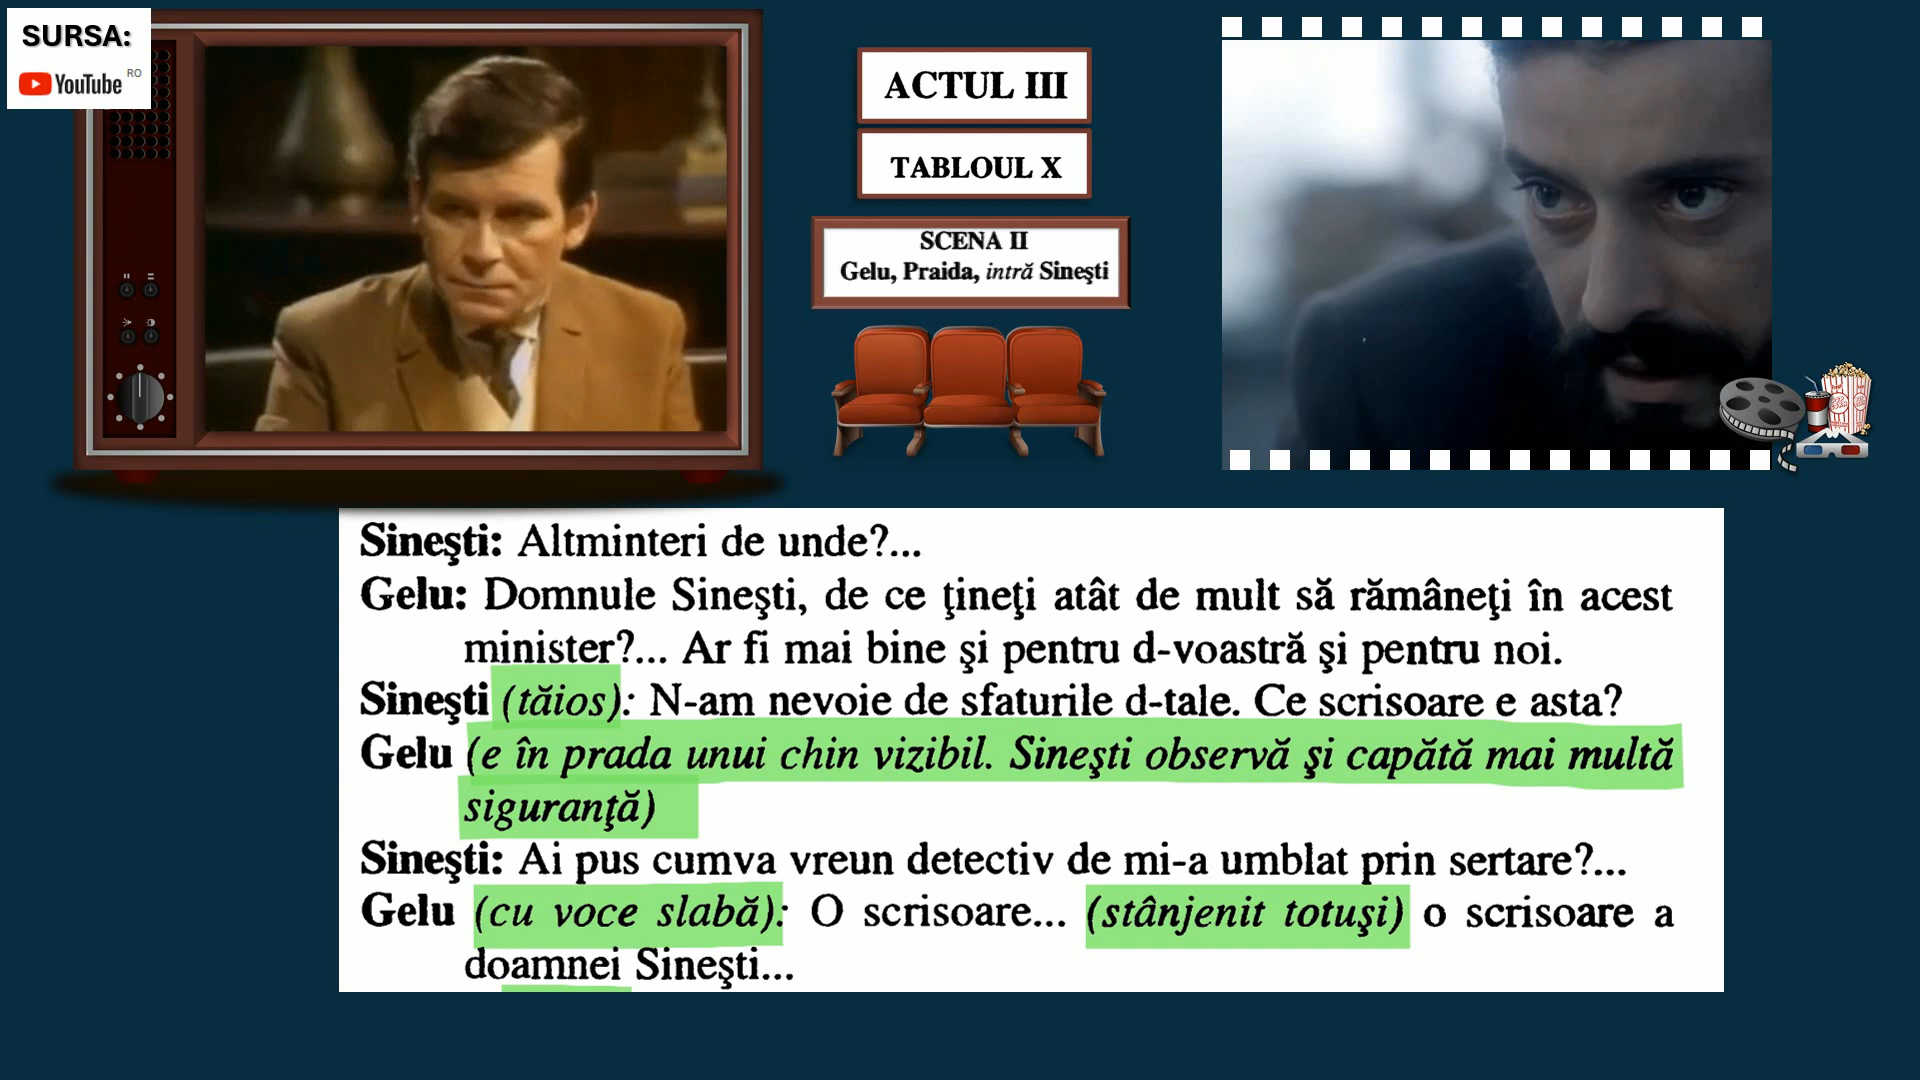 SURSA:
YouTube RO
ACTUL III
TABLOUL X
SCENA II
Gelu, Praida, intră Sineşti
Sineşti: Altminteri de unde?...
Gelu: Domnule Sineşti, de ce ţineţi atât de mult să rămâneţi în acest
minister?... Ar fi mai bine şi pentru d-voastră şi pentru noi.
Sineşti (tăios): N-am nevoie de sfaturile d-tale. Ce scrisoare e asta?
Gelu (e în prada unui chin vizibil. Sineşti observă şi capătă mai multă
siguranţă)
Sineşti: Ai pus cumva vreun detectiv de mi-a umblat prin sertare?...
Gelu (cu voce slabă): O scrisoare... (stânjenit totuşi) o scrisoare a
doamnei Sineşti...